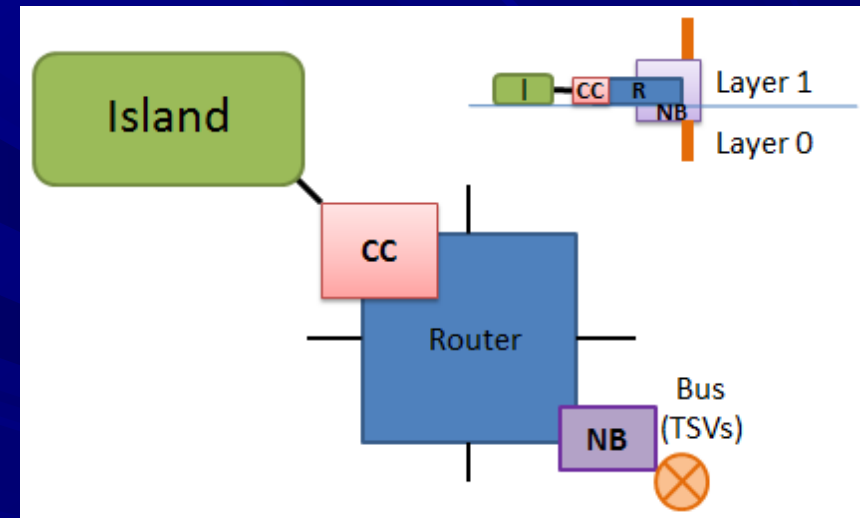 Island
CC
Router
NB
Bus
(TSVs)
I
CC
R
NB
Layer 1
Layer 0